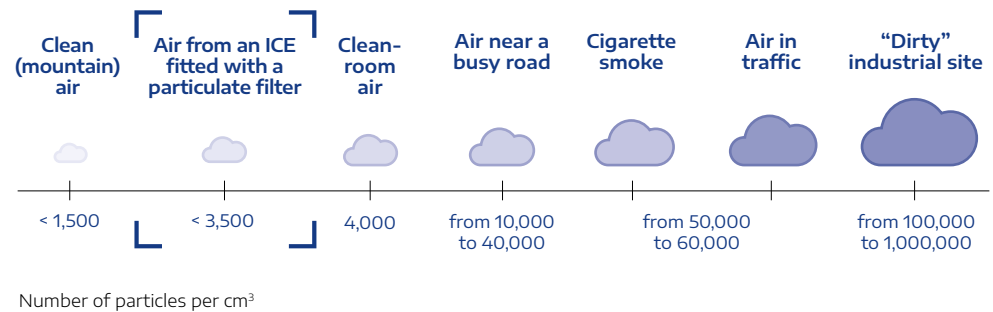 Clean
(mountain)
air
Air from an ICE
fitted with a
particulate filter
Clean-
room
air
Air near a
busy road
Cigarette
smoke
Air in
traffic
“Dirty”
industrial site
< 1,500
< 3,500
4,000
from 10,000
to 40,000
from 50,000
to 60,000
from 100,000
to 1,000,000
Number of particles per cm³